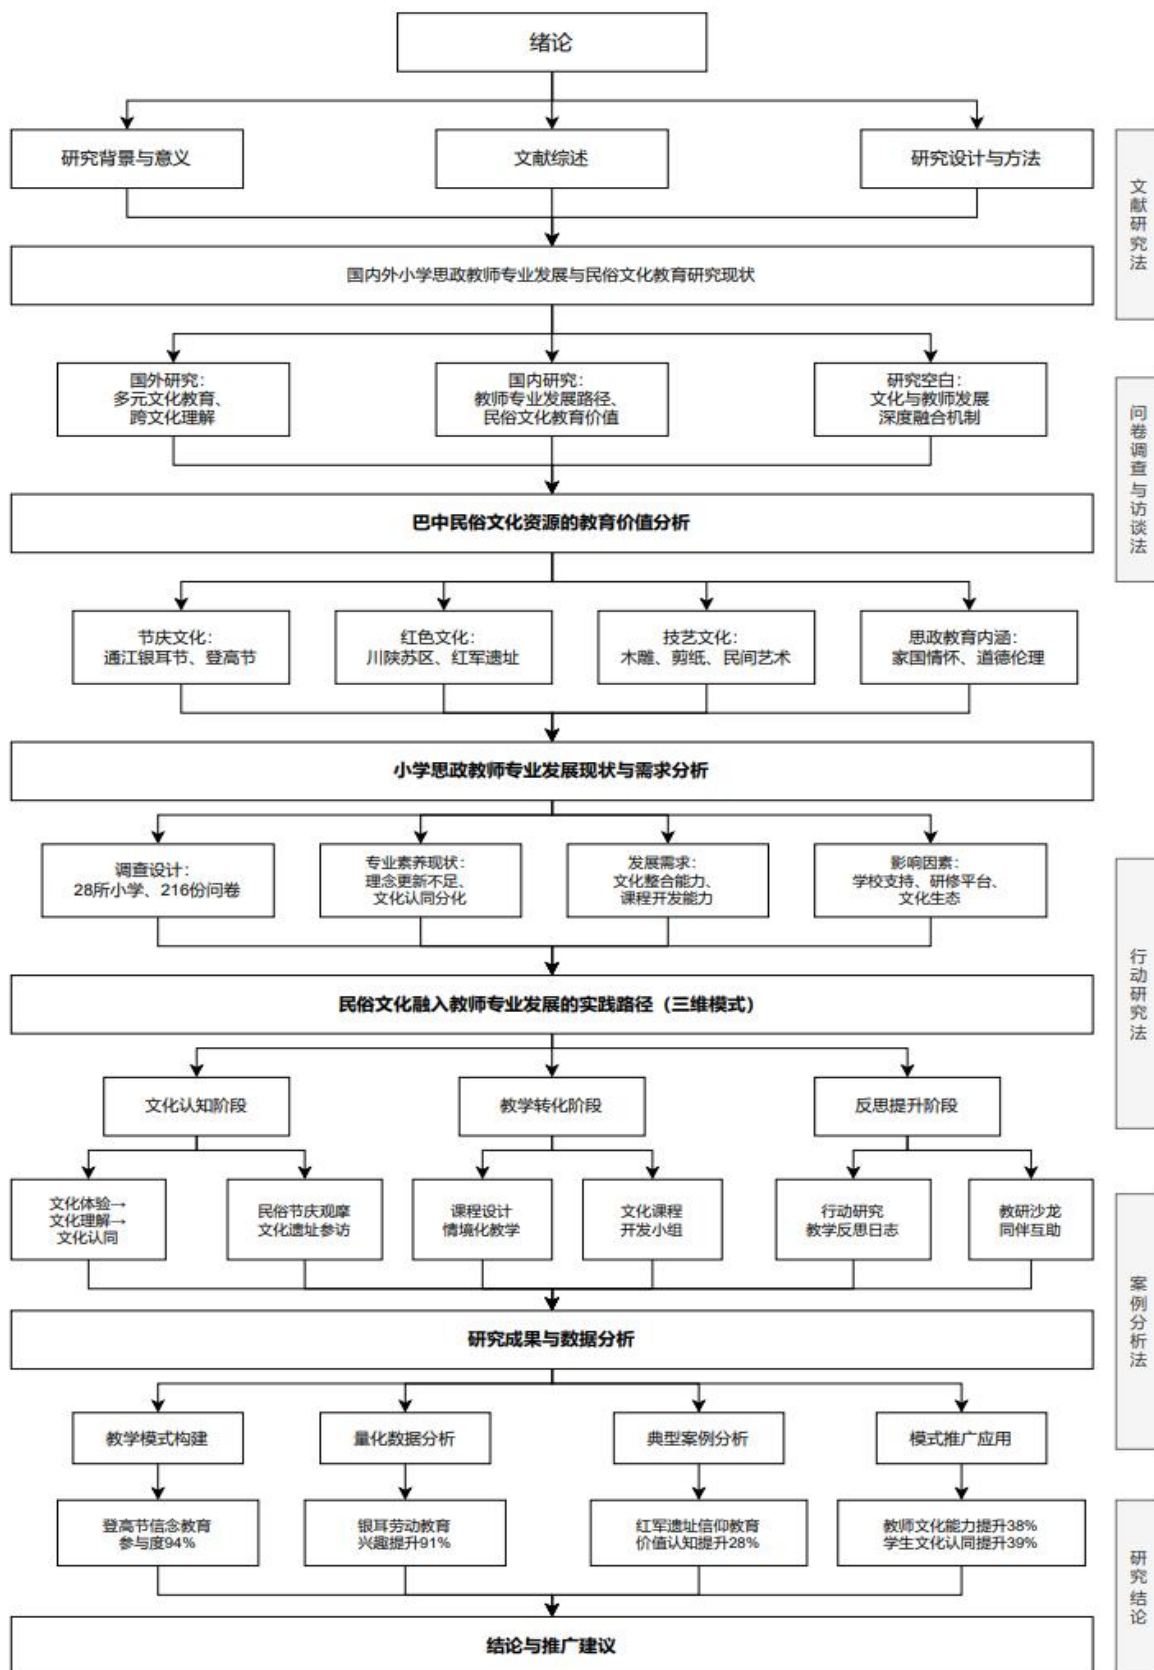 绪论
研究背景与意义
文献综述
研究设计与方法
文献研究法
国内外小学思政教师专业发展与民俗文化教育研究现状
国外研究：
多元文化教育、
跨文化理解
国内研究：
教师专业发展路径、
民俗文化教育价值
研究空白：
文化与教师发展
深度融合机制
问卷调查与访谈法
巴中民俗文化资源的教育价值分析
节庆文化：
通江银耳节、登高节
红色文化：
川陕苏区、红军遗址
技艺文化：
木雕、剪纸、民间艺术
思政教育内涵：
家国情怀、道德伦理
小学思政教师专业发展现状与需求分析
调查设计：
28所小学、216份问卷
专业素养现状：
理念更新不足、
文化认同分化
发展需求：
文化整合能力、
课程开发能力
影响因素：
学校支持、研修平台、
文化生态
行动研究法
民俗文化融入教师专业发展的实践路径（三维模式）
文化认知阶段
教学转化阶段
反思提升阶段
文化体验→
文化理解→
文化认同
民俗节庆观摩
文化遗址参访
课程设计
情境化教学
文化课程
开发小组
行动研究
教学反思日志
教研沙龙
同伴互助
案例分析法
研究成果与数据分析
教学模式构建
量化数据分析
典型案例分析
模式推广应用
登高节信念教育
参与度94%
银耳劳动教育
兴趣提升91%
红军遗址信仰教育
价值认知提升28%
教师文化能力提升38%
学生文化认同提升39%
研究结论
结论与推广建议